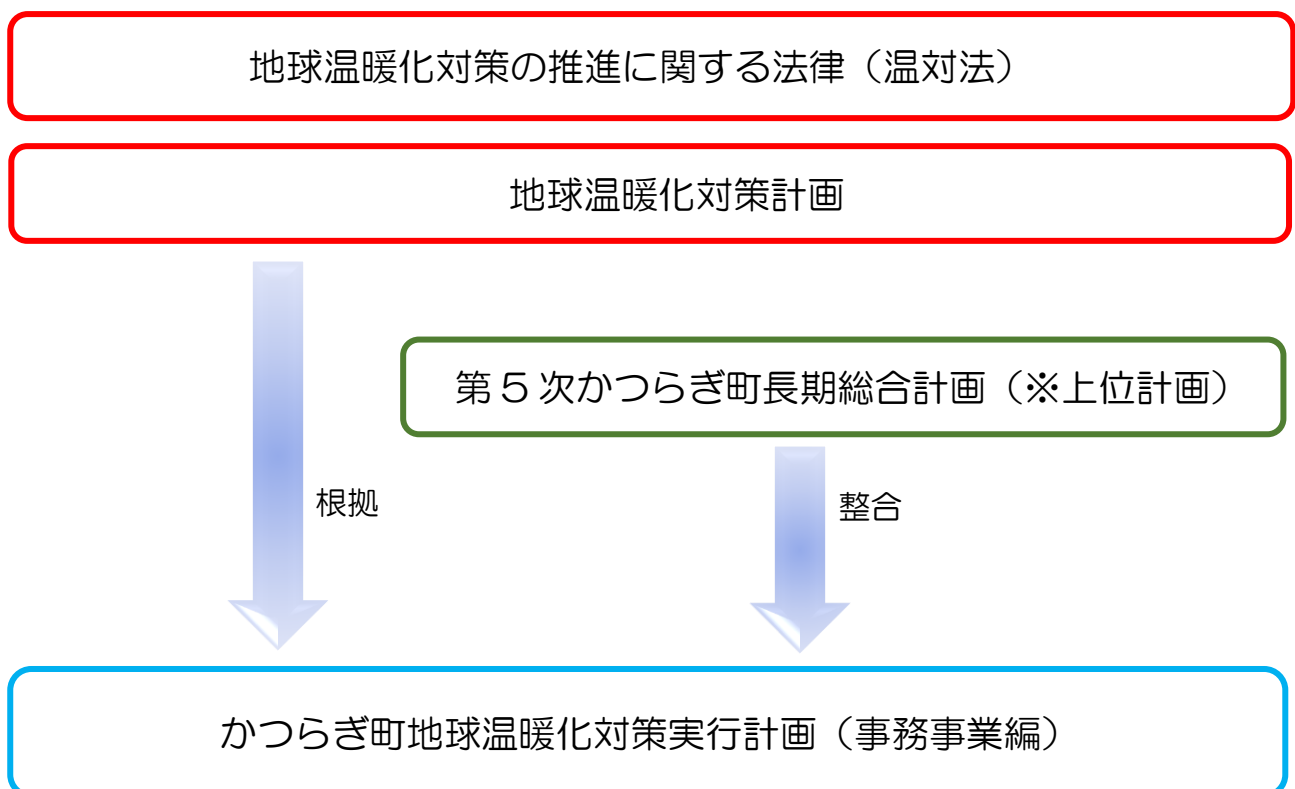 地球温暖化対策の推進に関する法律（温対法）
地球温暖化対策計画
第５次かつらぎ町長期総合計画（※上位計画）
根拠
整合
かつらぎ町地球温暖化対策実行計画（事務事業編）